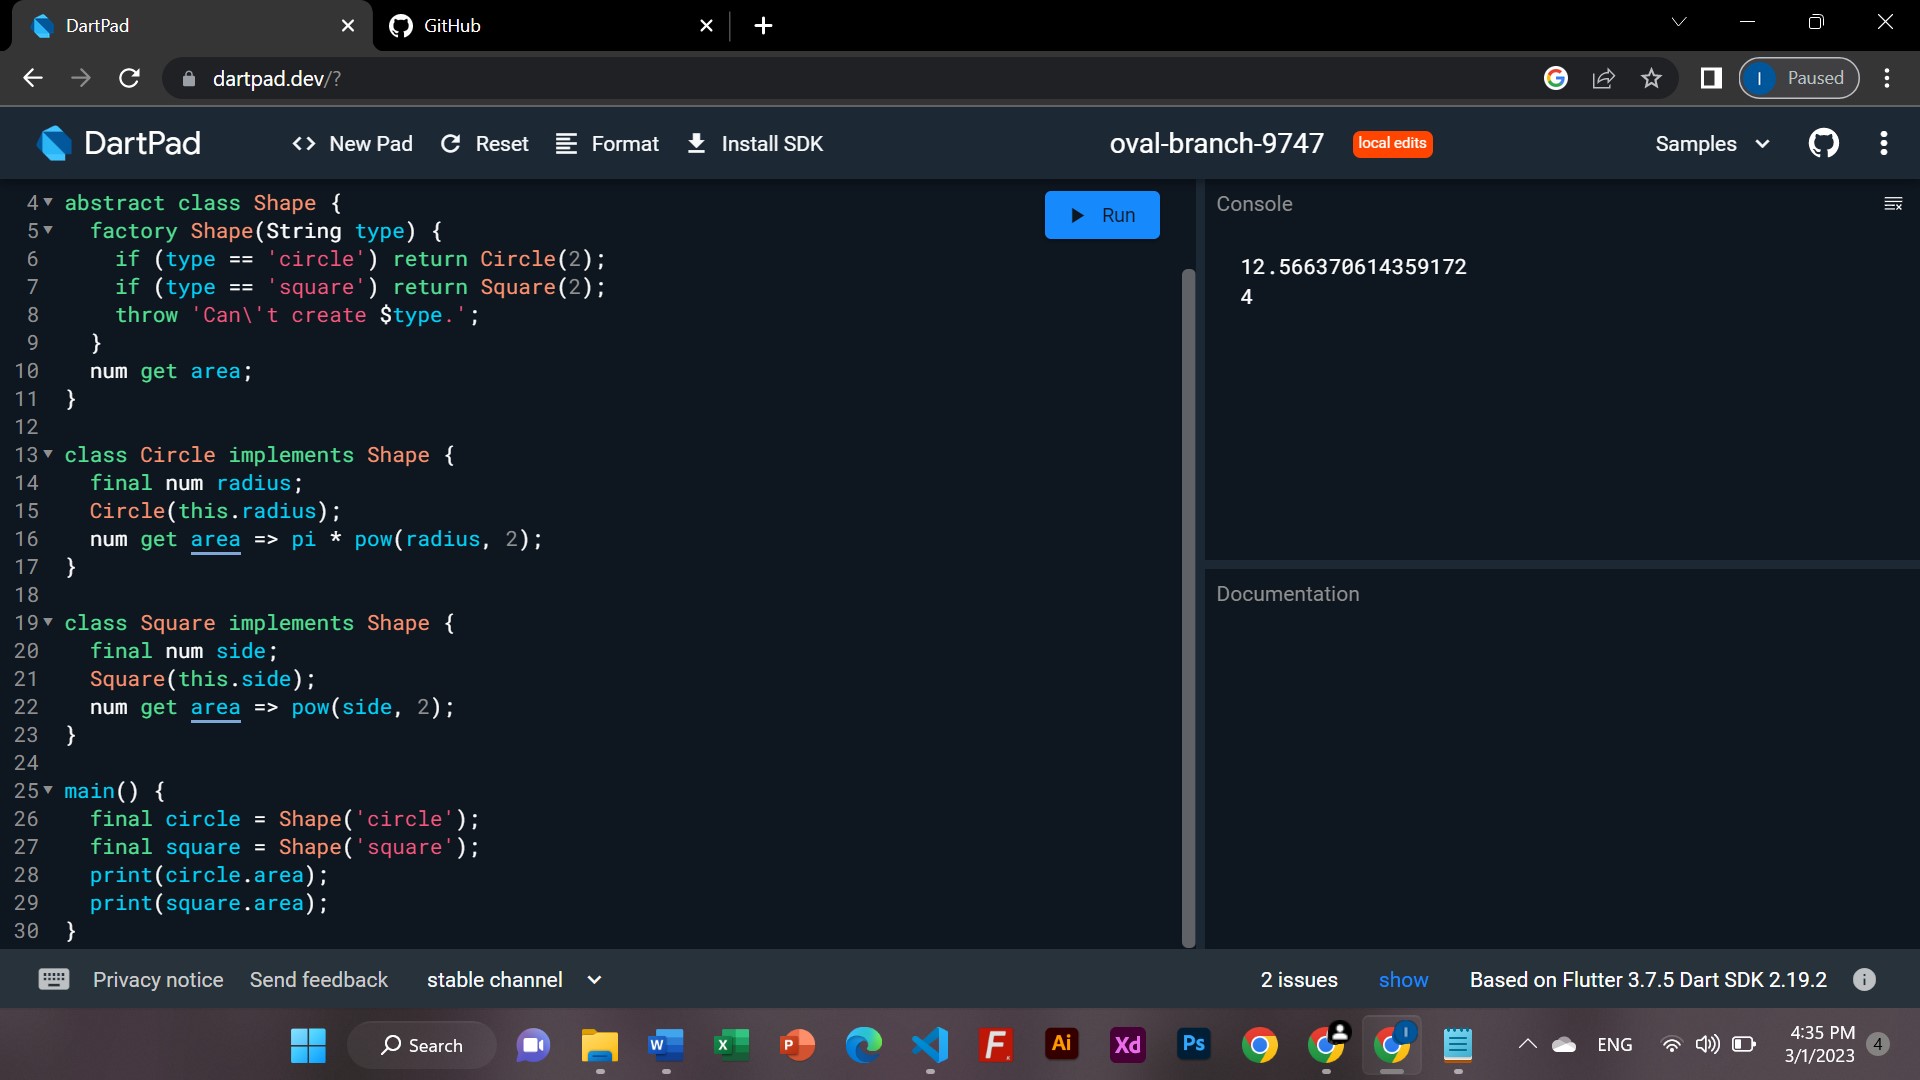 DartPad
GitHub
dartpad.dev/?
Paused
DartPad
New Pad
Reset
Format
Install SDK
oval-branch-9747
local edits
Samples
4 abstract class Shape {
5   factory Shape(String type) {
6     if (type == 'circle') return Circle(2);
7     if (type == 'square') return Square(2);
8     throw 'Can\'t create $type.';
9   }
10   num get area;
11 }
12
13 class Circle implements Shape {
14   final num radius;
15   Circle(this.radius);
16   num get area => pi * pow(radius, 2);
17 }
18
19 class Square implements Shape {
20   final num side;
21   Square(this.side);
22   num get area => pow(side, 2);
23 }
24
25 main() {
26   final circle = Shape('circle');
27   final square = Shape('square');
28   print(circle.area);
29   print(square.area);
30 }
Run
Console
12.566370614359172
4
Documentation
Privacy notice
Send feedback
stable channel
2 issues
show
Based on Flutter 3.7.5 Dart SDK 2.19.2
Search
Ai
Xd
Ps
ENG
4:35 PM
3/1/2023
4